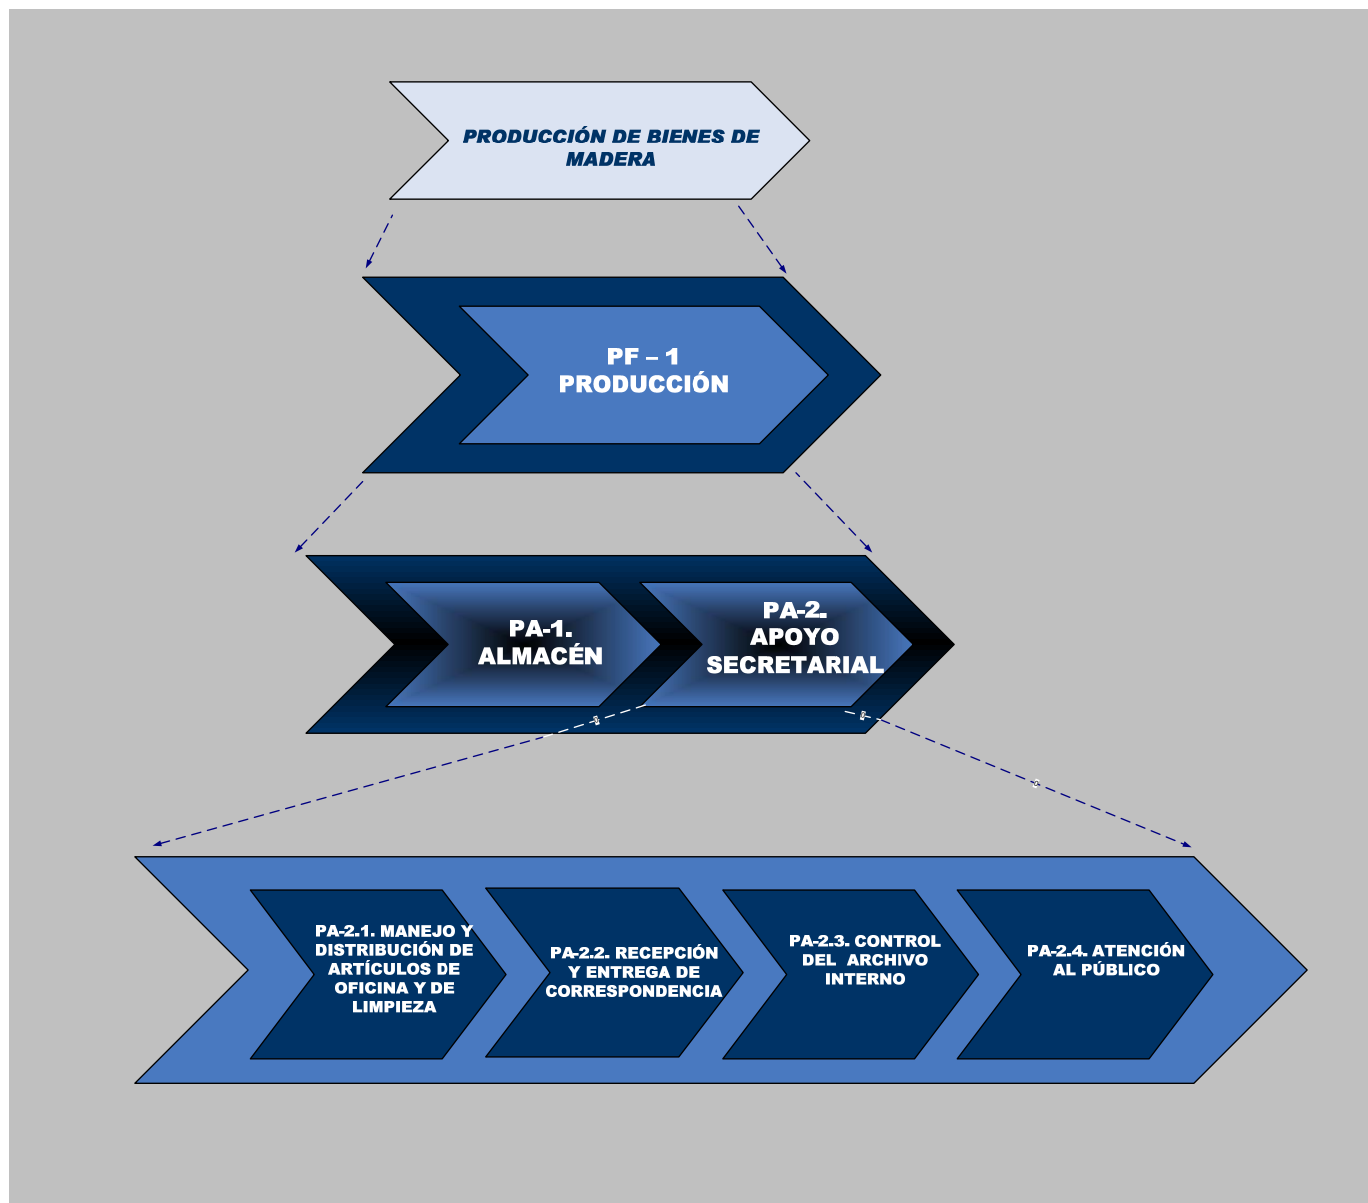 PRODUCCIÓN DE BIENES DE
MADERA
PF – 1
PRODUCCIÓN
PA-1.
ALMACÉN
PA-2.
APOYO
SECRETARIAL
PA-2.1. MANEJO Y
DISTRIBUCIÓN DE
ARTÍCULOS DE
OFICINA Y DE
LIMPIEZA
PA-2.2. RECEPCIÓN
Y ENTREGA DE
CORRESPONDENCIA
PA-2.3. CONTROL
DEL ARCHIVO
INTERNO
PA-2.4. ATENCIÓN
AL PÚBLICO